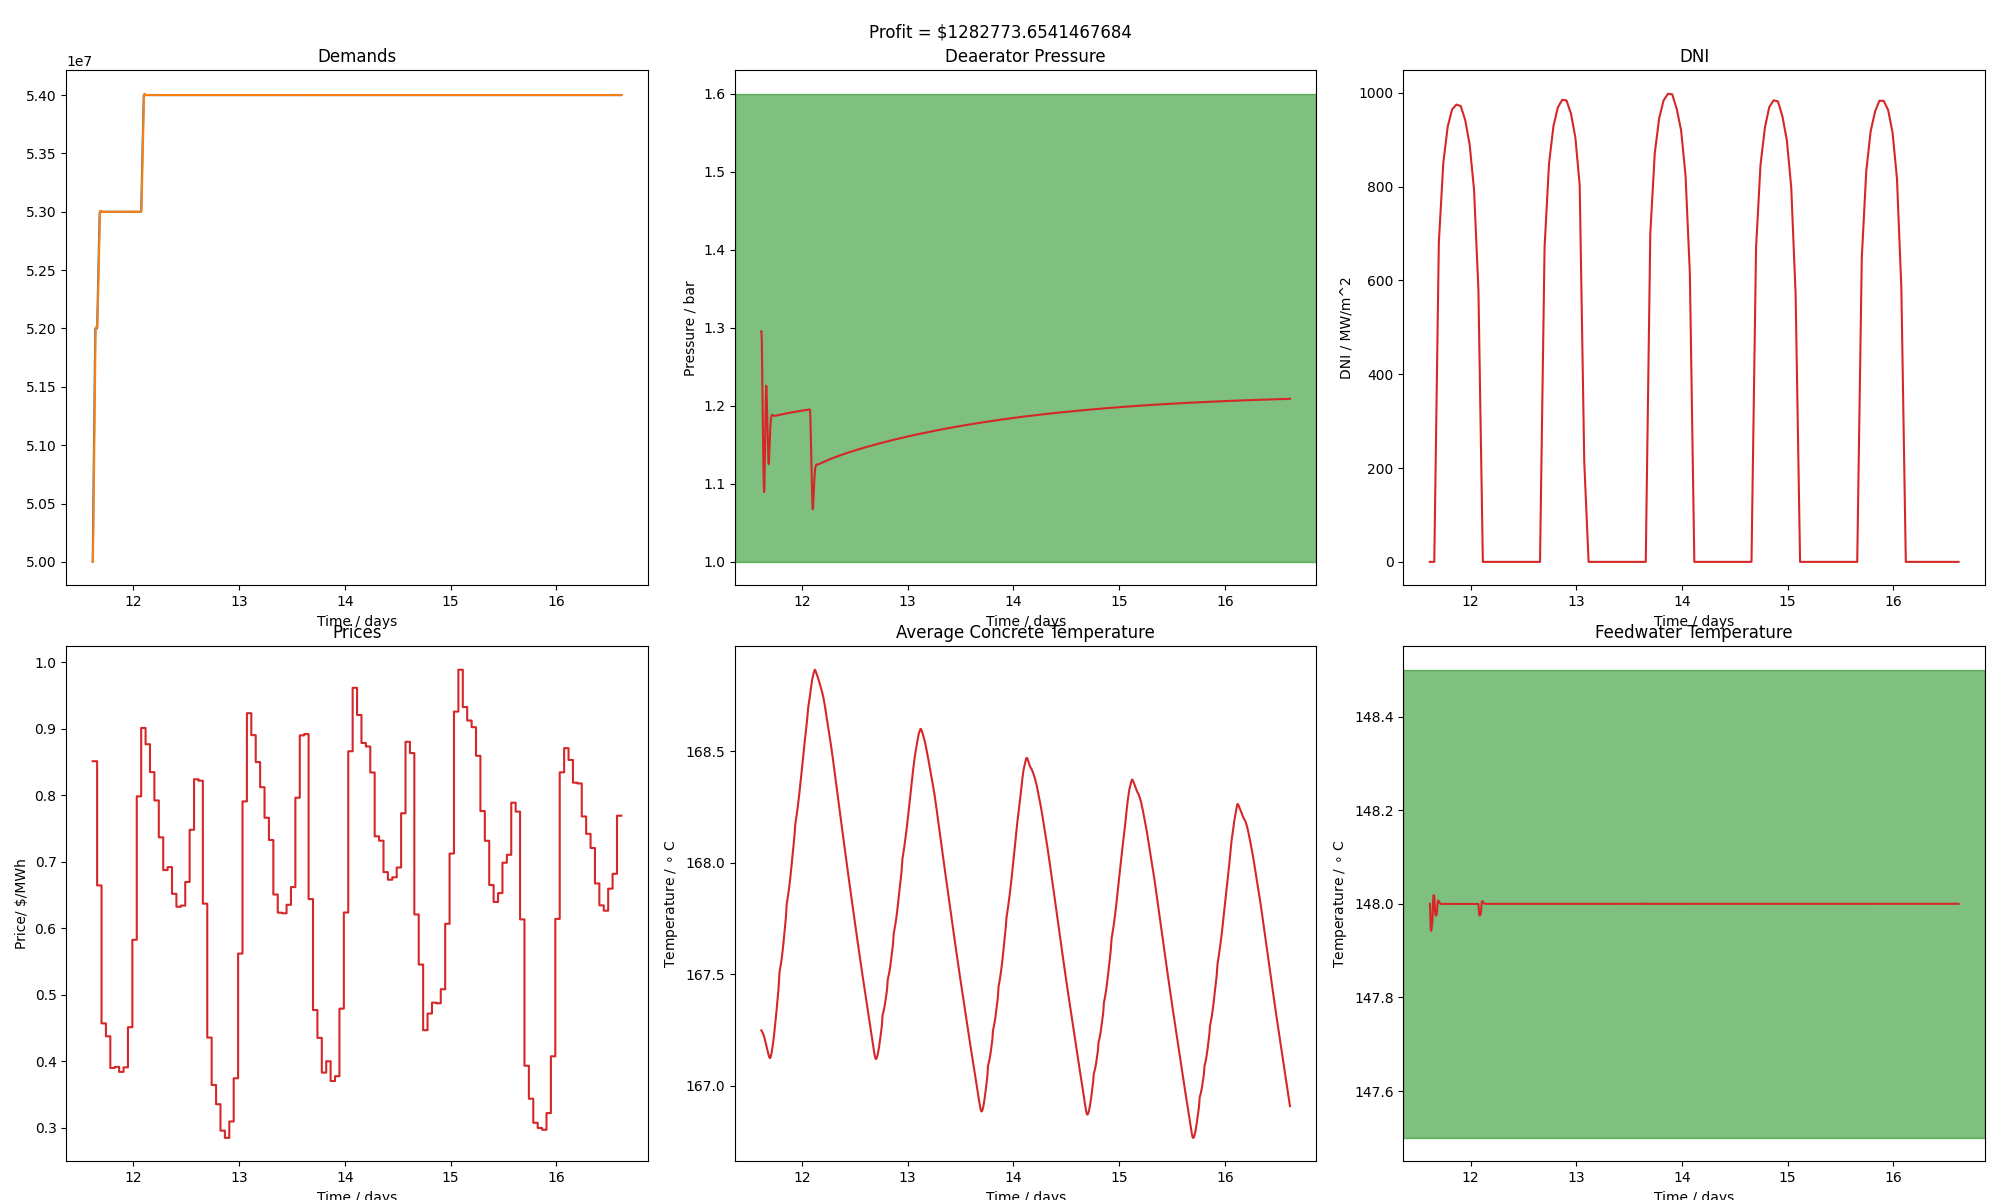 Profit = $1282773.6541467684
Demands
1e7
5.40
5.35
5.30
5.25
5.20
5.15
5.10
5.05
5.00
12 13 14 15 16
Time / days
Deaerator Pressure
Pressure / bar
1.6
1.5
1.4
1.3
1.2
1.1
1.0
12 13 14 15 16
Time / days
DNI
DNI / MW/m^2
1000
800
600
400
200
0
12 13 14 15 16
Time / days
Prices
Price/ $/MWh
1.0
0.9
0.8
0.7
0.6
0.5
0.4
0.3
12 13 14 15 16
Time / days
Average Concrete Temperature
Temperature / ∘ C
168.5
168.0
167.5
167.0
12 13 14 15 16
Time / days
Feedwater Temperature
Temperature / ∘ C
148.4
148.2
148.0
147.8
147.6
12 13 14 15 16
Time / days